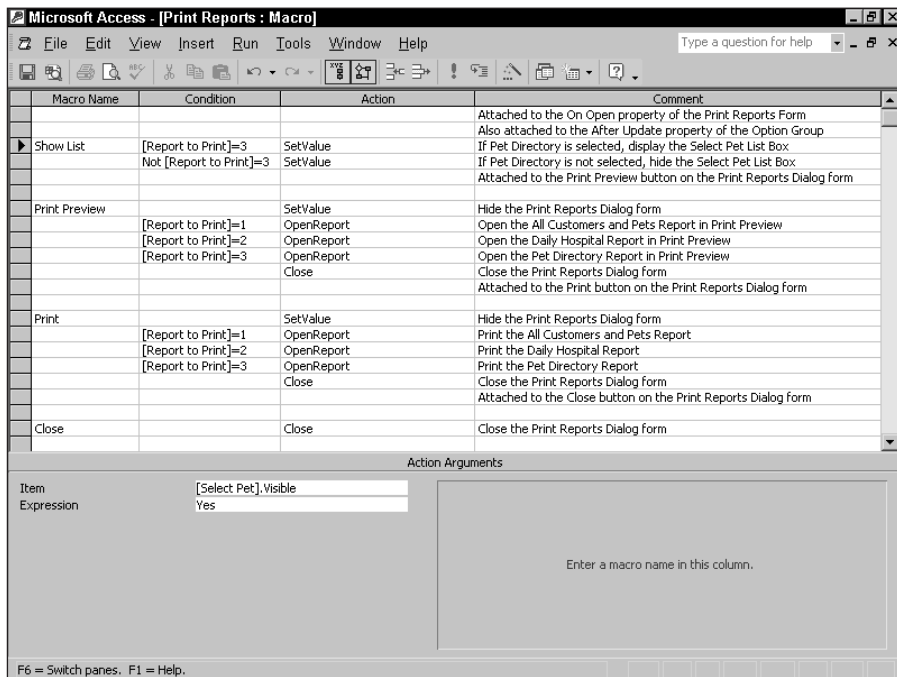 Microsoft Access - [Print Reports : Macro]
File Edit View Insert Run Tools Window Help Type a question for help
Macro Name Condition Action Comment
Attached to the On Open property of the Print Reports Form
Also attached to the After Update property of the Option Group
Show List [Report to Print]=3 SetValue If Pet Directory is selected, display the Select Pet List Box
Not [Report to Print]=3 SetValue If Pet Directory is not selected, hide the Select Pet List Box
Attached to the Print Preview button on the Print Reports Dialog form
Print Preview SetValue Hide the Print Reports Dialog form
[Report to Print]=1 OpenReport Open the All Customers and Pets Report in Print Preview
[Report to Print]=2 OpenReport Open the Daily Hospital Report in Print Preview
[Report to Print]=3 OpenReport Open the Pet Directory Report in Print Preview
Close Close the Print Reports Dialog form
Attached to the Print button on the Print Reports Dialog form
Print SetValue Hide the Print Reports Dialog form
[Report to Print]=1 OpenReport Print the All Customers and Pets Report
[Report to Print]=2 OpenReport Print the Daily Hospital Report
[Report to Print]=3 OpenReport Print the Pet Directory Report
Close Close the Print Reports Dialog form
Attached to the Close button on the Print Reports Dialog form
Close Close Close the Print Reports Dialog form
Action Arguments
Item [Select Pet].Visible
Expression Yes
Enter a macro name in this column.
F6 = Switch panes. F1 = Help.